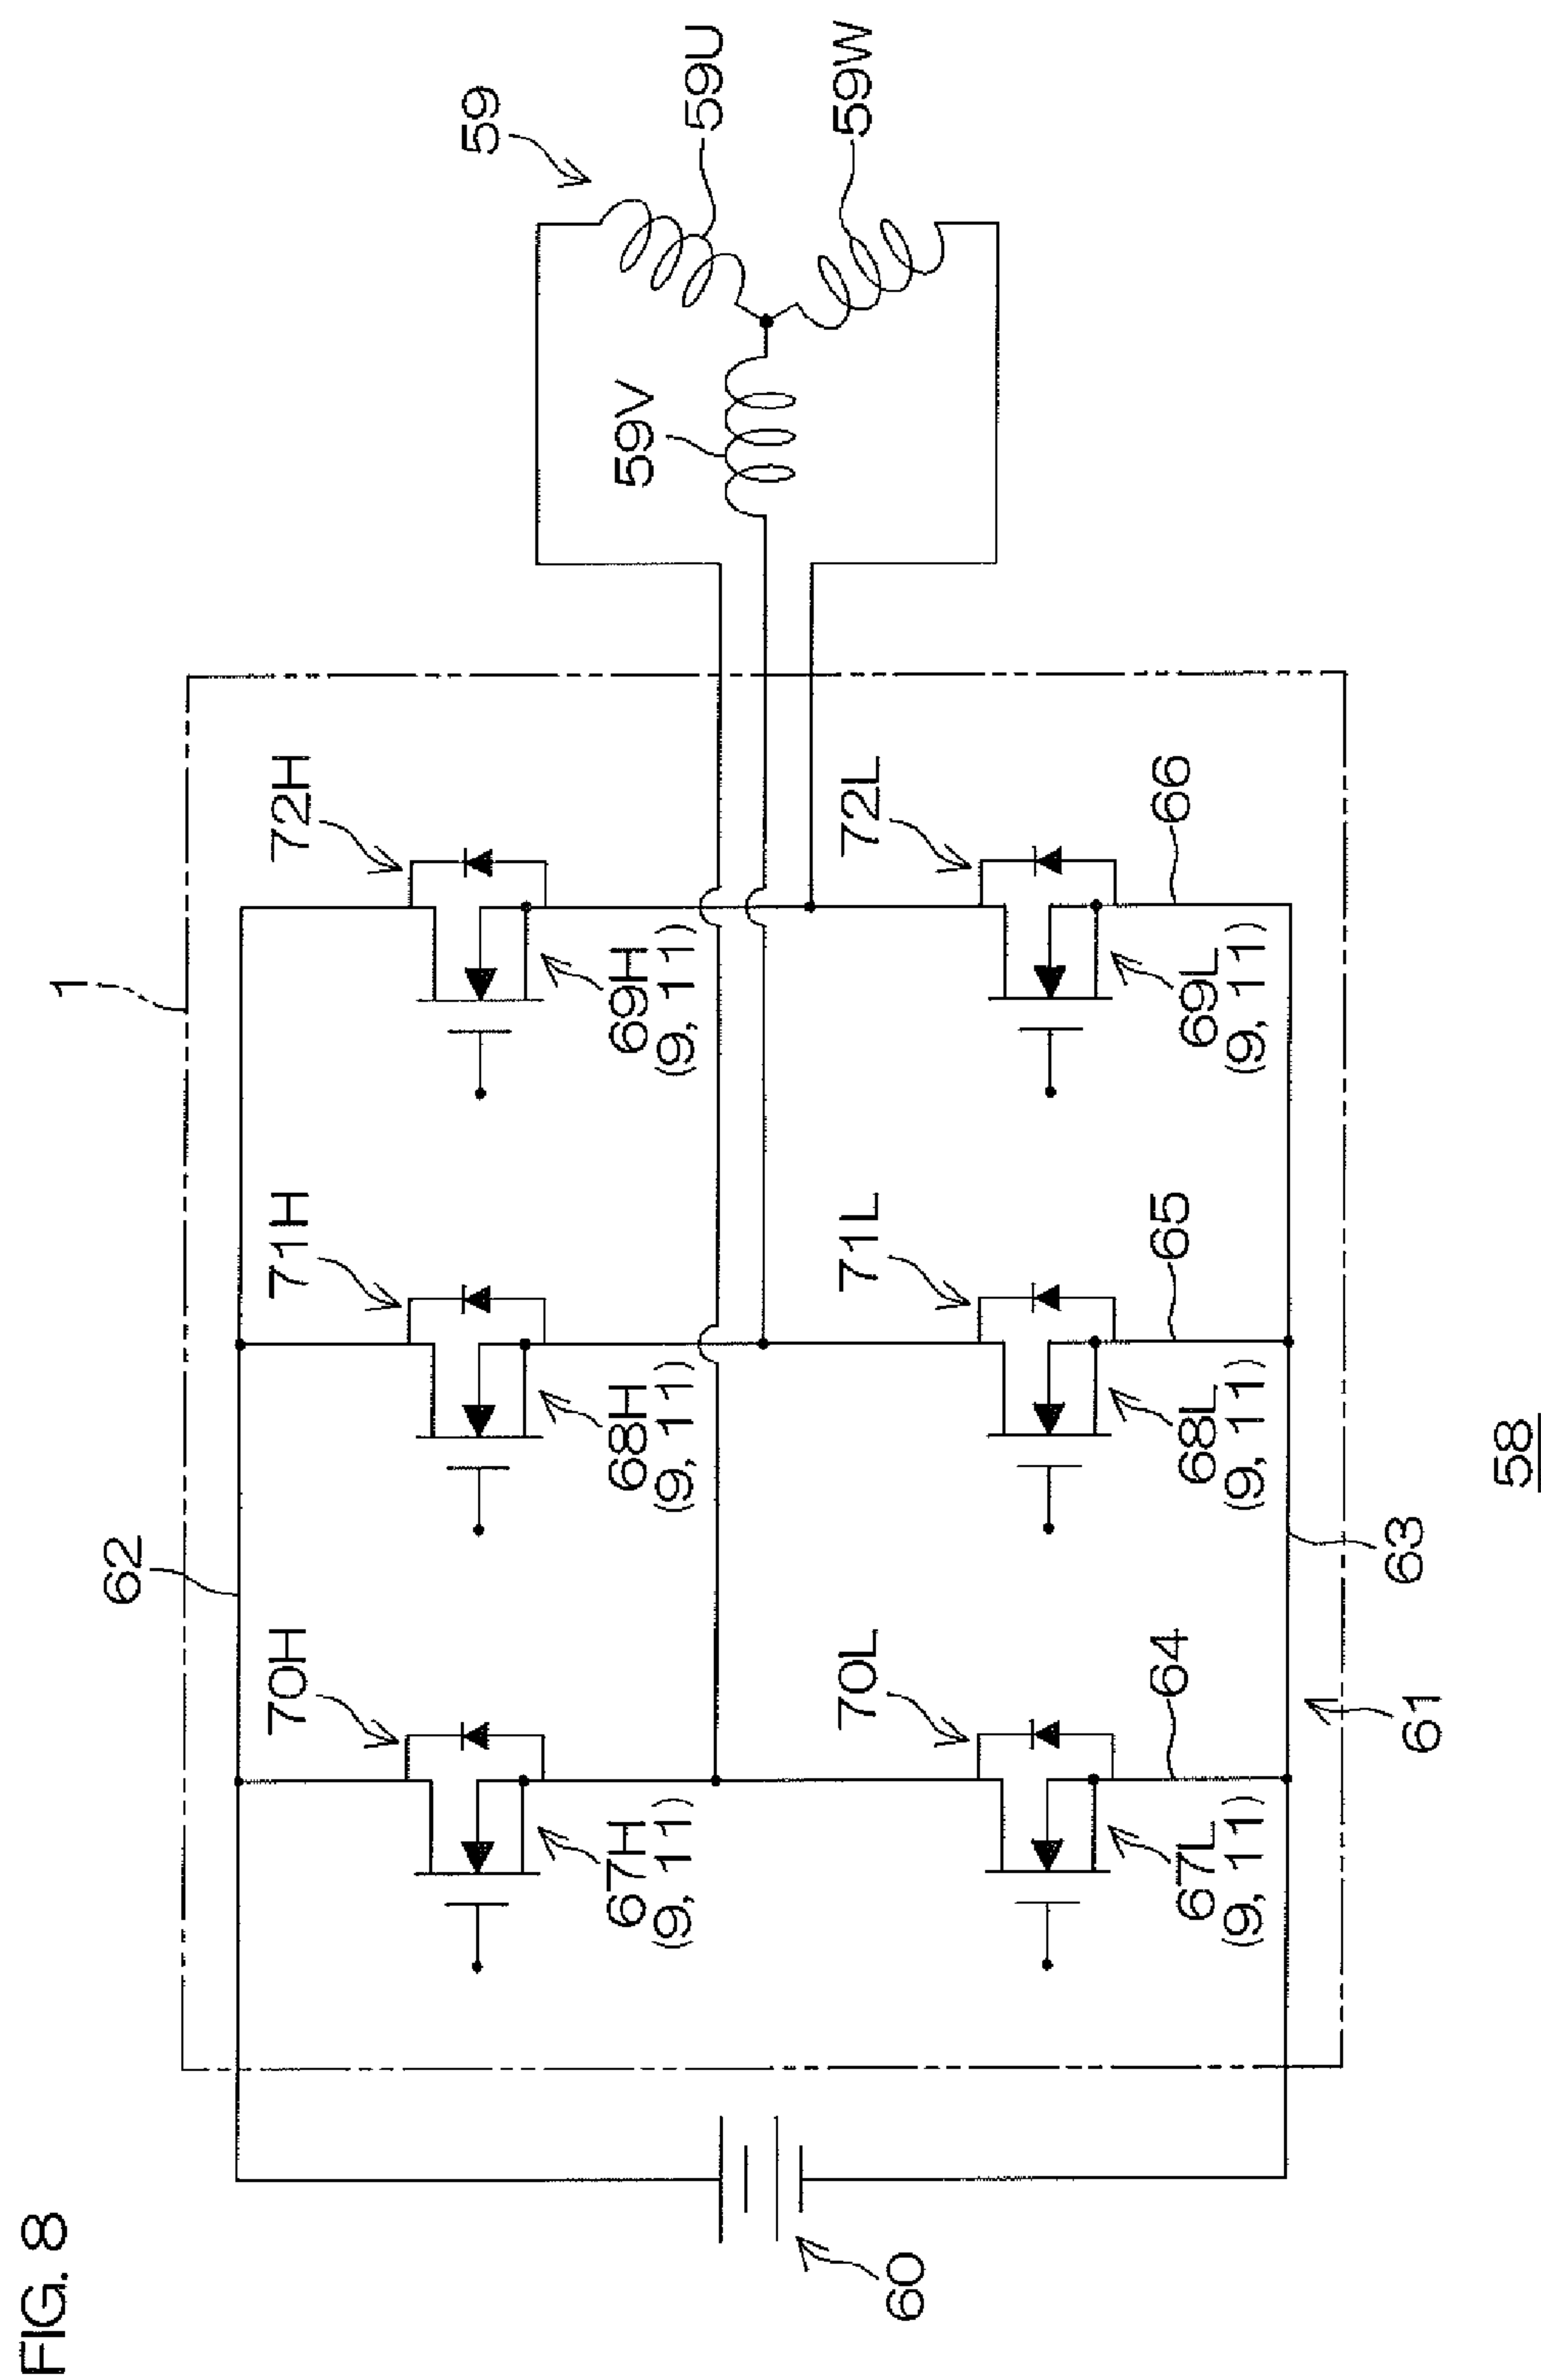 FIG. 8
1
62
70H
71H
72H
67H
(9, 11)
68H
(9, 11)
69H
(9, 11)
59
59U
59V
59W
60
70L
71L
72L
67L
(9, 11)
68L
(9, 11)
69L
(9, 11)
64
65
66
61
63
58